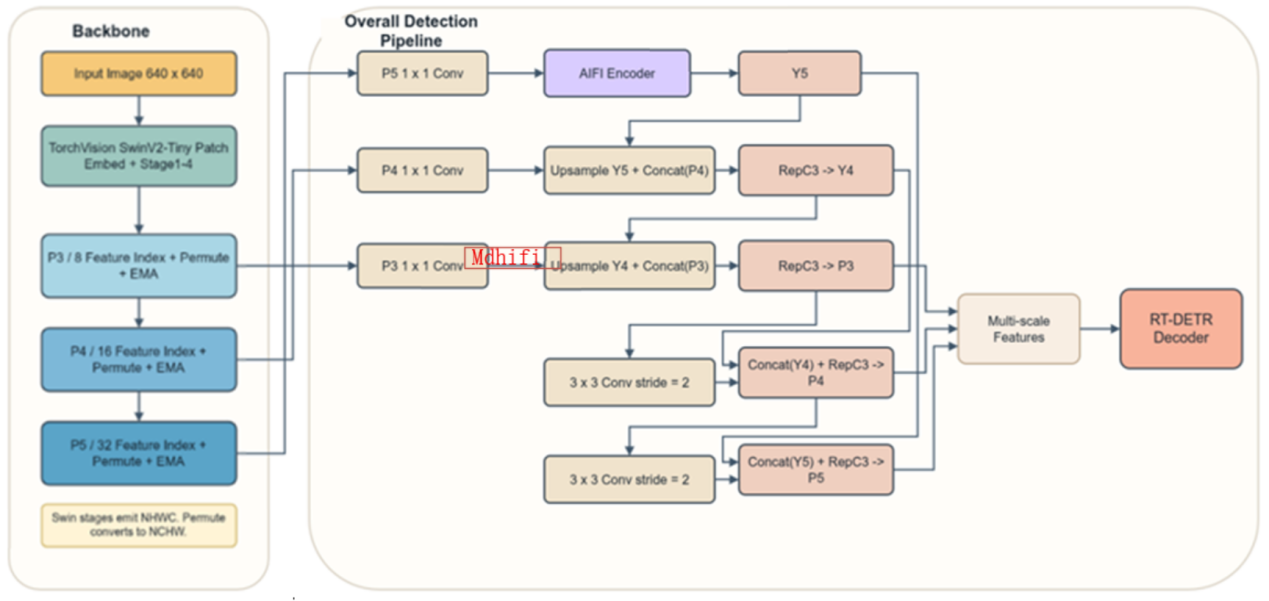 Backbone
Input Image 640 x 640
TorchVision SwinV2-Tiny Patch
Embed + Stage1-4
P3 / 8 Feature Index + Permute
+ EMA
P4 / 16 Feature Index +
Permute + EMA
P5 / 32 Feature Index +
Permute + EMA
Swin stages emit NHWC. Permute
converts to NCHW.
Overall Detection
Pipeline
P5 1 x 1 Conv
AIFI Encoder
Y5
P4 1 x 1 Conv
Upsample Y5 + Concat(P4)
RepC3 -> Y4
P3 1 x 1 Conv
Mdhifi
Upsample Y4 + Concat(P3)
RepC3 -> P3
3 x 3 Conv stride = 2
Concat(Y4) + RepC3 ->
P4
3 x 3 Conv stride = 2
Concat(Y5) + RepC3 ->
P5
Multi-scale
Features
RT-DETR
Decoder